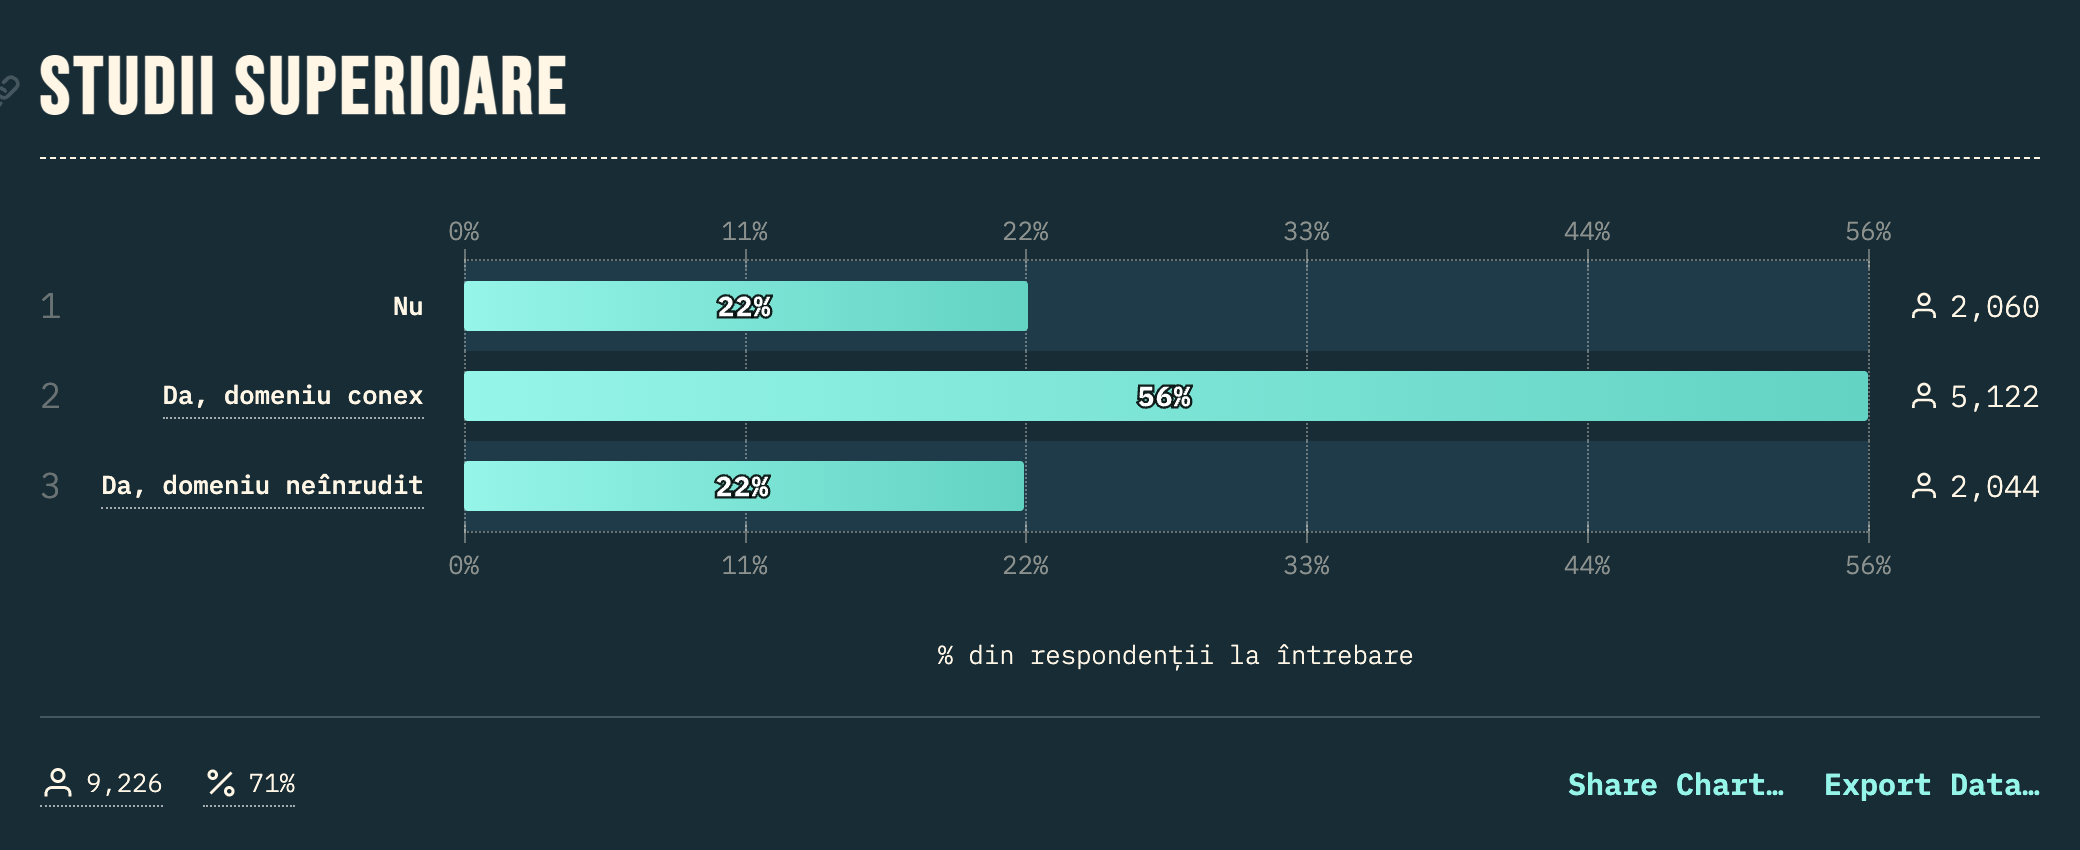 STUDII SUPERIOARE
0% 11% 22% 33% 44% 56%
1 Nu 22% 2,060
2 Da, domeniu conex 56% 5,122
3 Da, domeniu neînrudit 22% 2,044
0% 11% 22% 33% 44% 56%
% din respondenții la întrebare
9,226 71% Share Chart… Export Data…